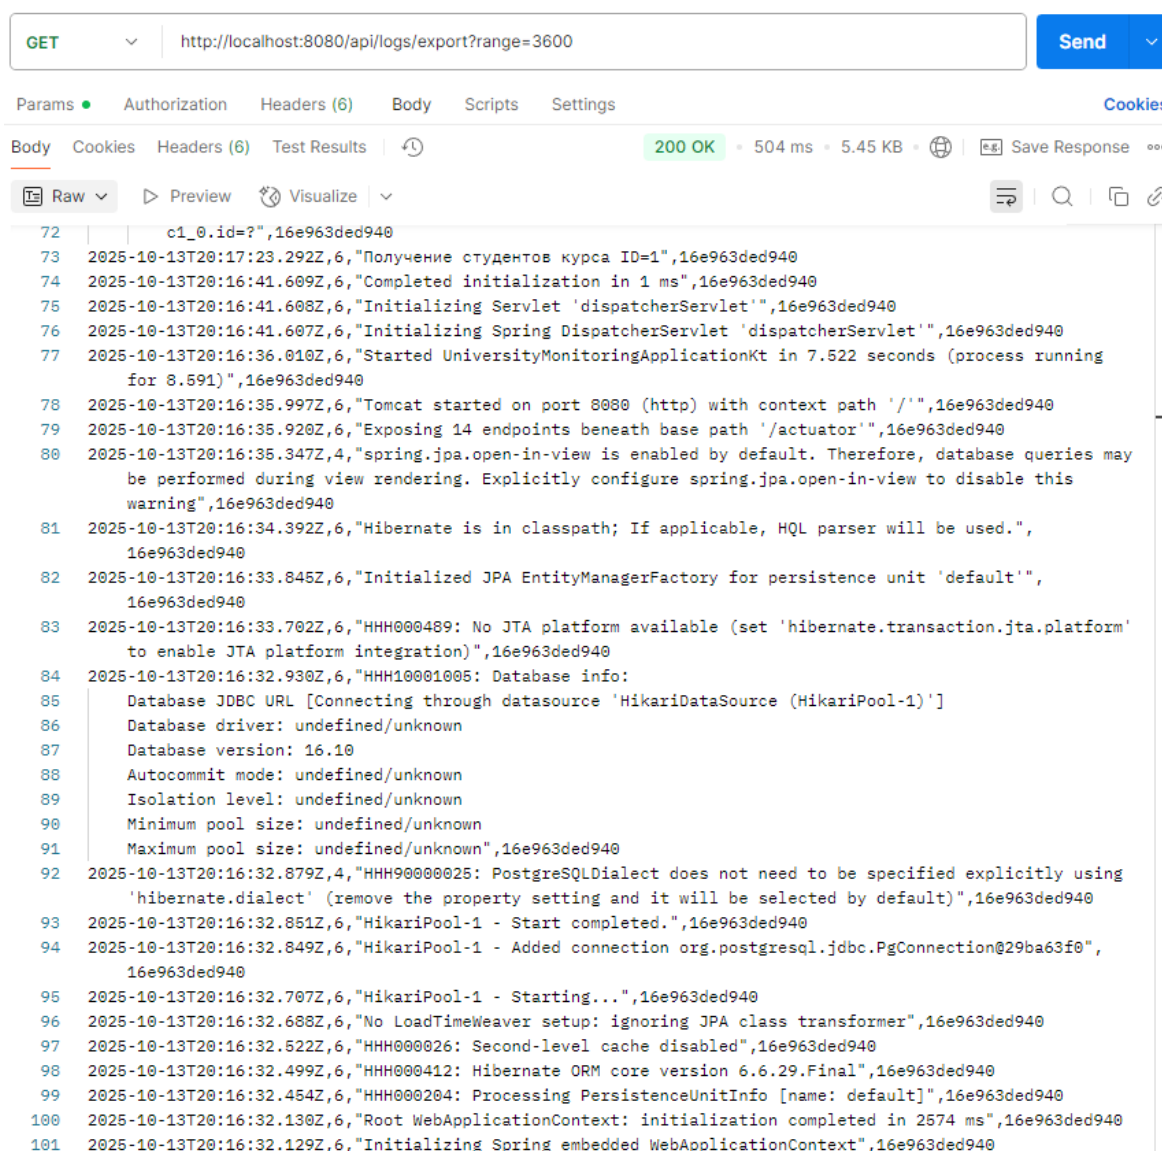 GET http://localhost:8080/api/logs/export?range=3600 Send
Params Authorization Headers (6) Body Scripts Settings Cookies
Body Cookies Headers (6) Test Results 200 OK 504 ms 5.45 KB e.g. Save Response
Raw Preview Visualize
72 c1_0.id=?",16e963ded940
73 2025-10-13T20:17:23.292Z,6,"Получение студентов курса ID=1",16e963ded940
74 2025-10-13T20:16:41.609Z,6,"Completed initialization in 1 ms",16e963ded940
75 2025-10-13T20:16:41.608Z,6,"Initializing Servlet 'dispatcherServlet'",16e963ded940
76 2025-10-13T20:16:41.607Z,6,"Initializing Spring DispatcherServlet 'dispatcherServlet'",16e963ded940
77 2025-10-13T20:16:36.010Z,6,"Started UniversityMonitoringApplicationKt in 7.522 seconds (process running
for 8.591)",16e963ded940
78 2025-10-13T20:16:35.997Z,6,"Tomcat started on port 8080 (http) with context path '/'",16e963ded940
79 2025-10-13T20:16:35.920Z,6,"Exposing 14 endpoints beneath base path '/actuator'",16e963ded940
80 2025-10-13T20:16:35.347Z,4,"spring.jpa.open-in-view is enabled by default. Therefore, database queries may
be performed during view rendering. Explicitly configure spring.jpa.open-in-view to disable this
warning",16e963ded940
81 2025-10-13T20:16:34.392Z,6,"Hibernate is in classpath; If applicable, HQL parser will be used.",
16e963ded940
82 2025-10-13T20:16:33.845Z,6,"Initialized JPA EntityManagerFactory for persistence unit 'default'",
16e963ded940
83 2025-10-13T20:16:33.702Z,6,"HHH000489: No JTA platform available (set 'hibernate.transaction.jta.platform'
to enable JTA platform integration)",16e963ded940
84 2025-10-13T20:16:32.930Z,6,"HHH10001005: Database info:
85 Database JDBC URL [Connecting through datasource 'HikariDataSource (HikariPool-1)']
86 Database driver: undefined/unknown
87 Database version: 16.10
88 Autocommit mode: undefined/unknown
89 Isolation level: undefined/unknown
90 Minimum pool size: undefined/unknown
91 Maximum pool size: undefined/unknown",16e963ded940
92 2025-10-13T20:16:32.879Z,4,"HHH90000025: PostgreSQLDialect does not need to be specified explicitly using
'hibernate.dialect' (remove the property setting and it will be selected by default)",16e963ded940
93 2025-10-13T20:16:32.851Z,6,"HikariPool-1 - Start completed.",16e963ded940
94 2025-10-13T20:16:32.849Z,6,"HikariPool-1 - Added connection org.postgresql.jdbc.PgConnection@29ba63f0",
16e963ded940
95 2025-10-13T20:16:32.707Z,6,"HikariPool-1 - Starting...",16e963ded940
96 2025-10-13T20:16:32.688Z,6,"No LoadTimeWeaver setup: ignoring JPA class transformer",16e963ded940
97 2025-10-13T20:16:32.522Z,6,"HHH000026: Second-level cache disabled",16e963ded940
98 2025-10-13T20:16:32.499Z,6,"HHH000412: Hibernate ORM core version 6.6.29.Final",16e963ded940
99 2025-10-13T20:16:32.454Z,6,"HHH000204: Processing PersistenceUnitInfo [name: default]",16e963ded940
100 2025-10-13T20:16:32.130Z,6,"Root WebApplicationContext: initialization completed in 2574 ms",16e963ded940
101 2025-10-13T20:16:32.129Z,6,"Initializing Spring embedded WebApplicationContext",16e963ded940